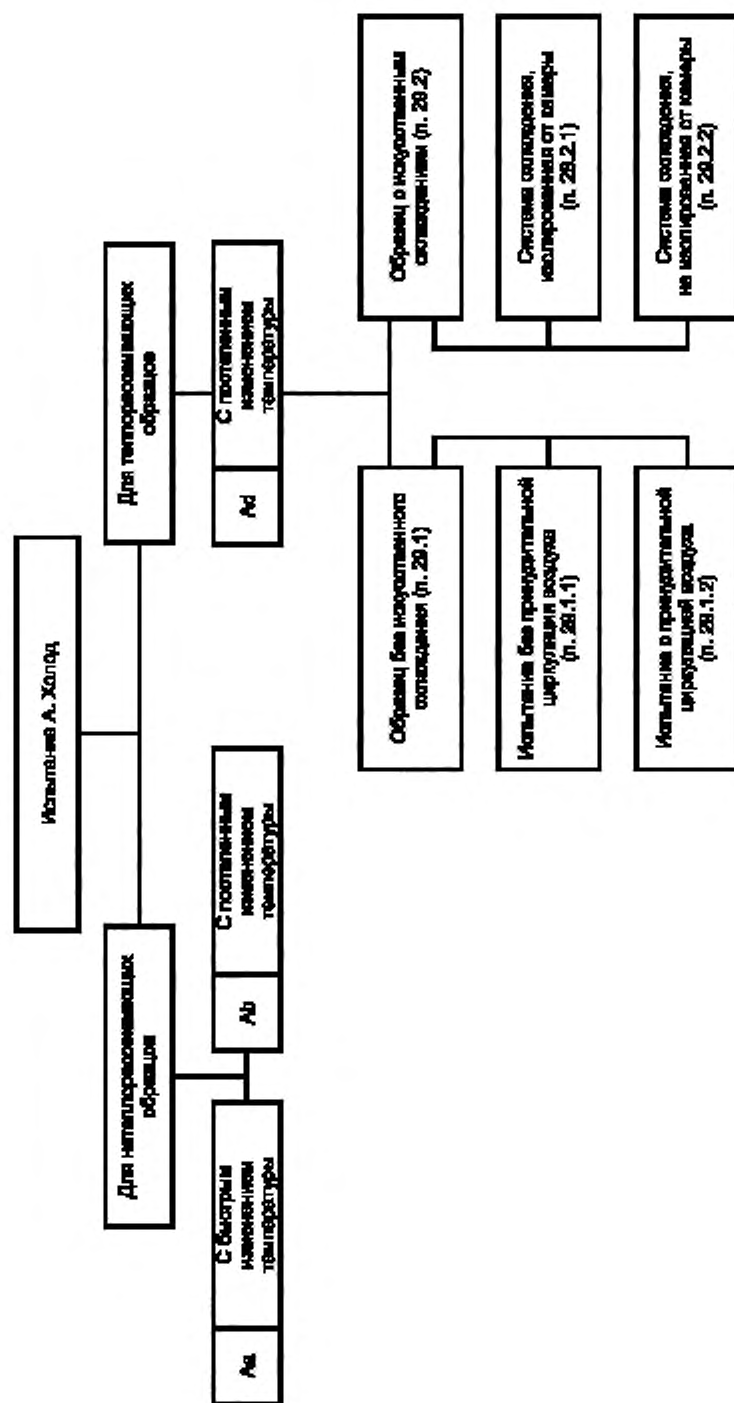 Испытание А. Холод
Для нетеплорассеивающих
образцов
Для теплорассеивающих
образцов
Аа
С быстрым
изменением
температуры
Ab
С постепенным
изменением
температуры
Ad
С постепенным
изменением
температуры
Образец без искусственного
охлаждения (п. 29.1)
Образец с искусственным
охлаждением (п. 29.2)
Испытание без принудительной
циркуляции воздуха
(п. 29.1.1)
Система охлаждения,
изолированная от камеры
(п. 29.2.1)
Испытание с принудительной
циркуляцией воздуха
(п. 29.1.2)
Система охлаждения,
не изолированная от камеры
(п. 29.2.2)